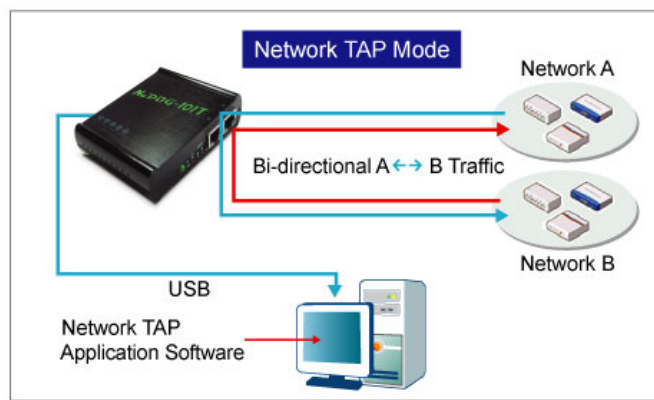 Network TAP Mode
Network A
Bi-directional A ↔ B Traffic
Network B
USB
Network TAP
Application Software